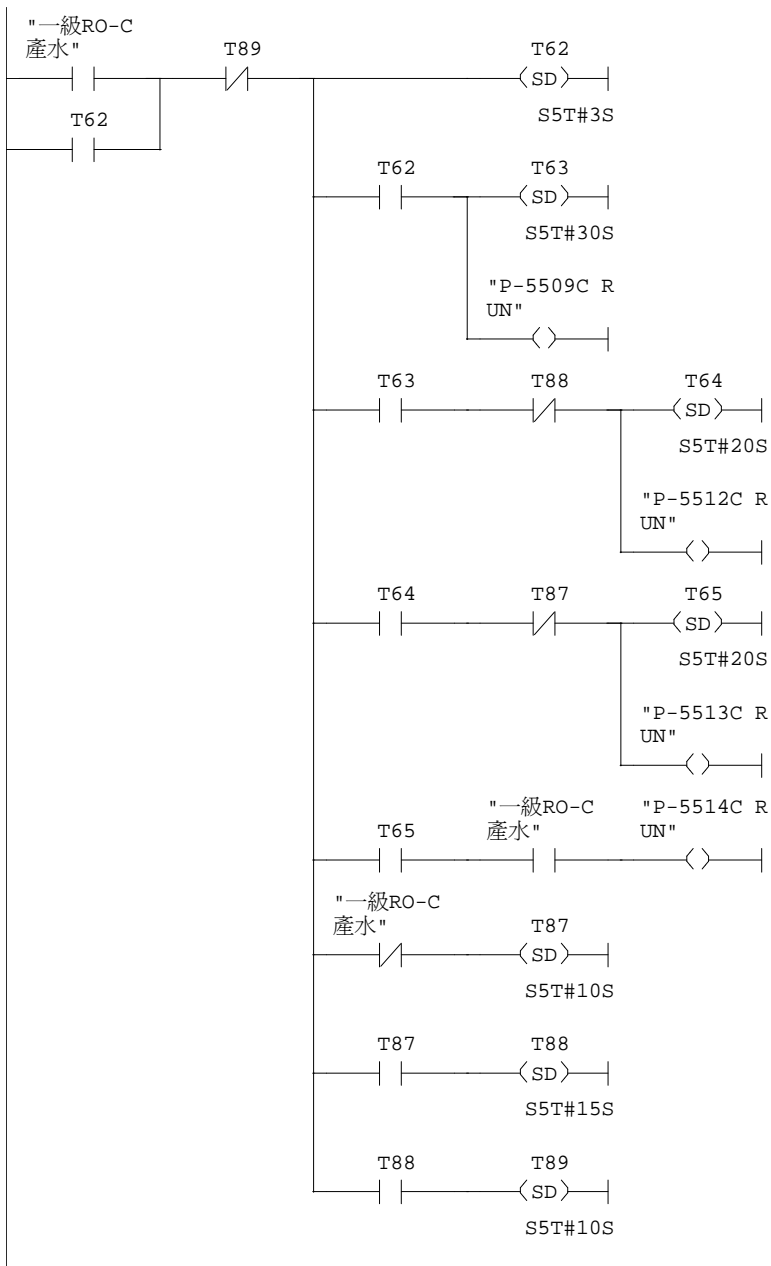 "一級RO-C
產水"
T89
T62
(SD)
S5T#3S
T62
T62
T63
(SD)
S5T#30S
"P-5509C R
UN"
T63
T88
T64
(SD)
S5T#20S
"P-5512C R
UN"
T64
T87
T65
(SD)
S5T#20S
"P-5513C R
UN"
T65
"一級RO-C
產水"
"P-5514C R
UN"
"一級RO-C
產水"
T87
(SD)
S5T#10S
T87
T88
(SD)
S5T#15S
T88
T89
(SD)
S5T#10S